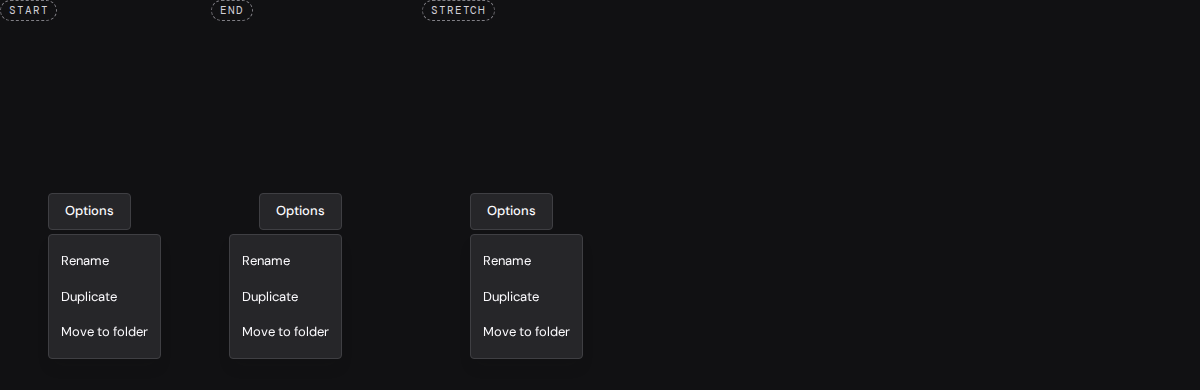 START
END
STRETCH
Options
Options
Options
Rename
Duplicate
Move to folder
Rename
Duplicate
Move to folder
Rename
Duplicate
Move to folder